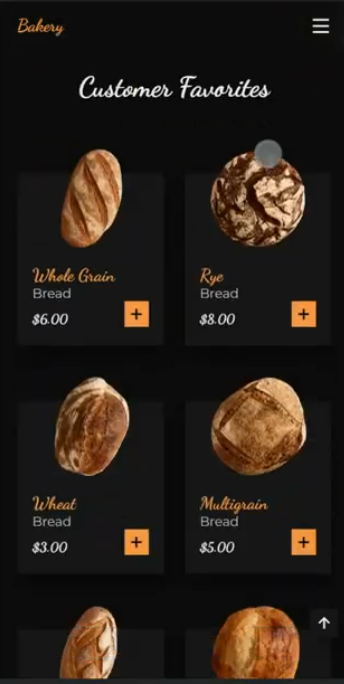 Bakery
Customer Favorites
Whole Grain
Bread
$6.00
+
Rye
Bread
$8.00
+
Wheat
Bread
$3.00
+
Multigrain
Bread
$5.00
+